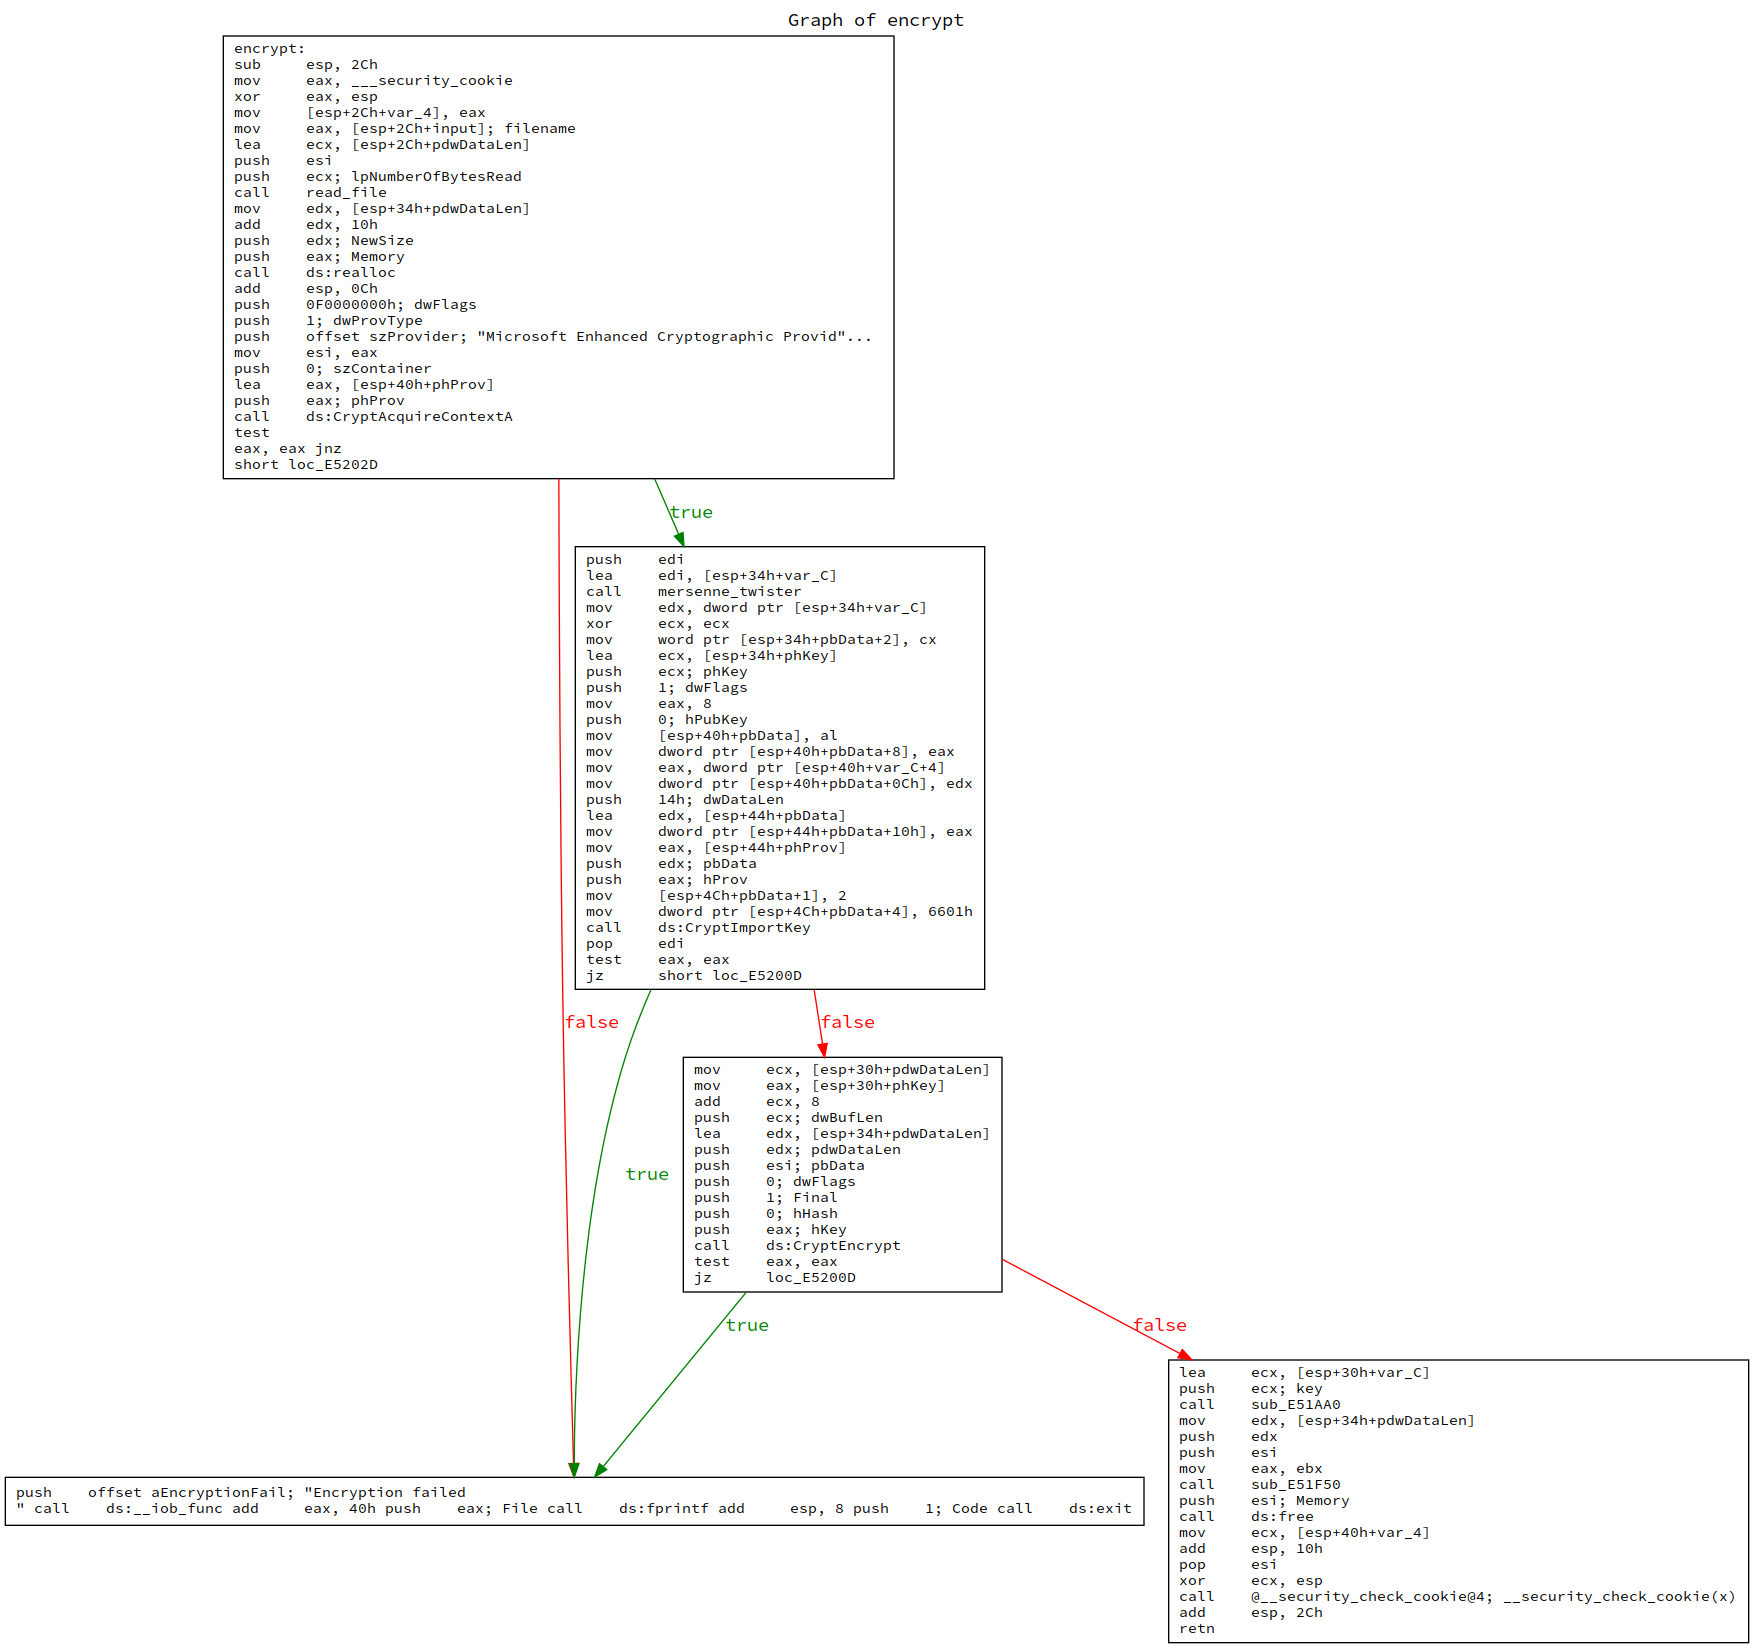 Graph of encrypt
encrypt:
sub     esp, 2Ch
mov     eax, ___security_cookie
xor     eax, esp
mov     [esp+2Ch+var_4], eax
mov     eax, [esp+2Ch+input]; filename
lea     ecx, [esp+2Ch+pdwDataLen]
push    esi
push    ecx; lpNumberOfBytesRead
call    read_file
mov     edx, [esp+34h+pdwDataLen]
add     edx, 10h
push    edx; NewSize
push    eax; Memory
call    ds:realloc
add     esp, 0Ch
push    0F0000000h; dwFlags
push    1; dwProvType
push    offset szProvider; "Microsoft Enhanced Cryptographic Provid"...
mov     esi, eax
push    0; szContainer
lea     eax, [esp+40h+phProv]
push    eax; phProv
call    ds:CryptAcquireContextA
test
eax, eax jnz
short loc_E5202D
true
push    edi
lea     edi, [esp+34h+var_C]
call    mersenne_twister
mov     edx, dword ptr [esp+34h+var_C]
xor     ecx, ecx
mov     word ptr [esp+34h+pbData+2], cx
lea     ecx, [esp+34h+phKey]
push    ecx; phKey
push    1; dwFlags
mov     eax, 8
push    0; hPubKey
mov     [esp+40h+pbData], al
mov     dword ptr [esp+40h+pbData+8], eax
mov     eax, dword ptr [esp+40h+var_C+4]
mov     dword ptr [esp+40h+pbData+0Ch], edx
push    14h; dwDataLen
lea     edx, [esp+44h+pbData]
mov     dword ptr [esp+44h+pbData+10h], eax
mov     eax, [esp+44h+phProv]
push    edx; pbData
push    eax; hProv
mov     [esp+4Ch+pbData+1], 2
mov     dword ptr [esp+4Ch+pbData+4], 6601h
call    ds:CryptImportKey
pop     edi
test    eax, eax
jz      short loc_E5200D
false
false
mov     ecx, [esp+30h+pdwDataLen]
mov     eax, [esp+30h+phKey]
add     ecx, 8
push    ecx; dwBufLen
lea     edx, [esp+34h+pdwDataLen]
push    edx; pdwDataLen
push    esi; pbData
push    0; dwFlags
push    1; Final
push    0; hHash
push    eax; hKey
call    ds:CryptEncrypt
test    eax, eax
jz      loc_E5200D
true
true
false
lea     ecx, [esp+30h+var_C]
push    ecx; key
call    sub_E51AA0
mov     edx, [esp+34h+pdwDataLen]
push    edx
push    esi
mov     eax, ebx
call    sub_E51F50
push    esi; Memory
call    ds:free
mov     ecx, [esp+40h+var_4]
add     esp, 10h
pop     esi
xor     ecx, esp
call    @__security_check_cookie@4; __security_check_cookie(x)
add     esp, 2Ch
retn
push    offset aEncryptionFail; "Encryption failed
" call    ds:__iob_func add     eax, 40h push    eax; File call    ds:fprintf add     esp, 8 push    1; Code call    ds:exit